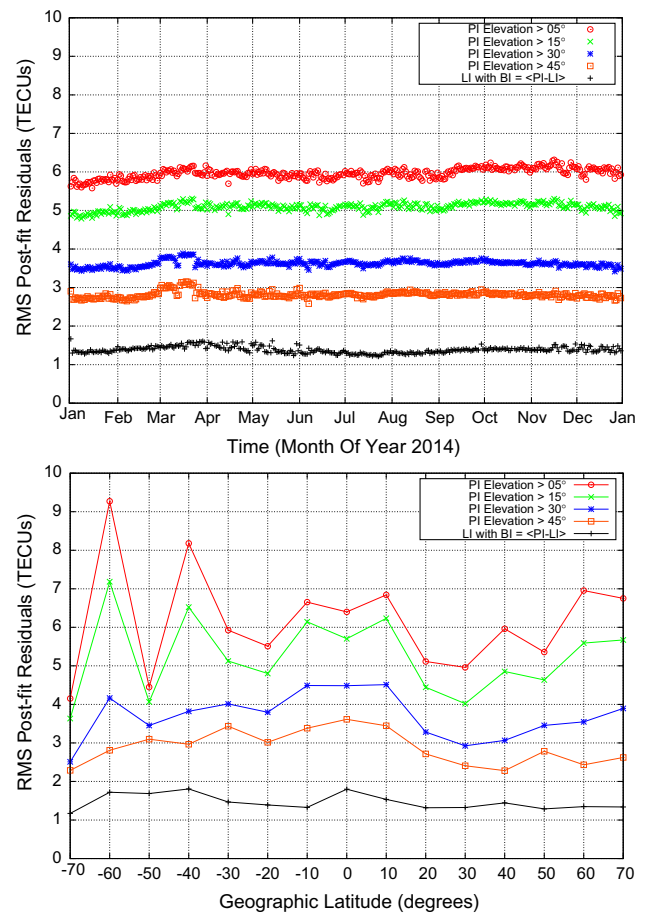 10
9
8
7
6
5
4
3
2
1
0
RMS Post-fit Residuals (TECUs)
PI Elevation > 05°
PI Elevation > 15°
PI Elevation > 30°
PI Elevation > 45°
LI with BI = <PI-LI>
Jan Feb Mar Apr May Jun Jul Aug Sep Oct Nov Dec Jan
Time (Month Of Year 2014)
10
9
8
7
6
5
4
3
2
1
0
RMS Post-fit Residuals (TECUs)
PI Elevation > 05°
PI Elevation > 15°
PI Elevation > 30°
PI Elevation > 45°
LI with BI = <PI-LI>
-70 -60 -50 -40 -30 -20 -10 0 10 20 30 40 50 60 70
Geographic Latitude (degrees)